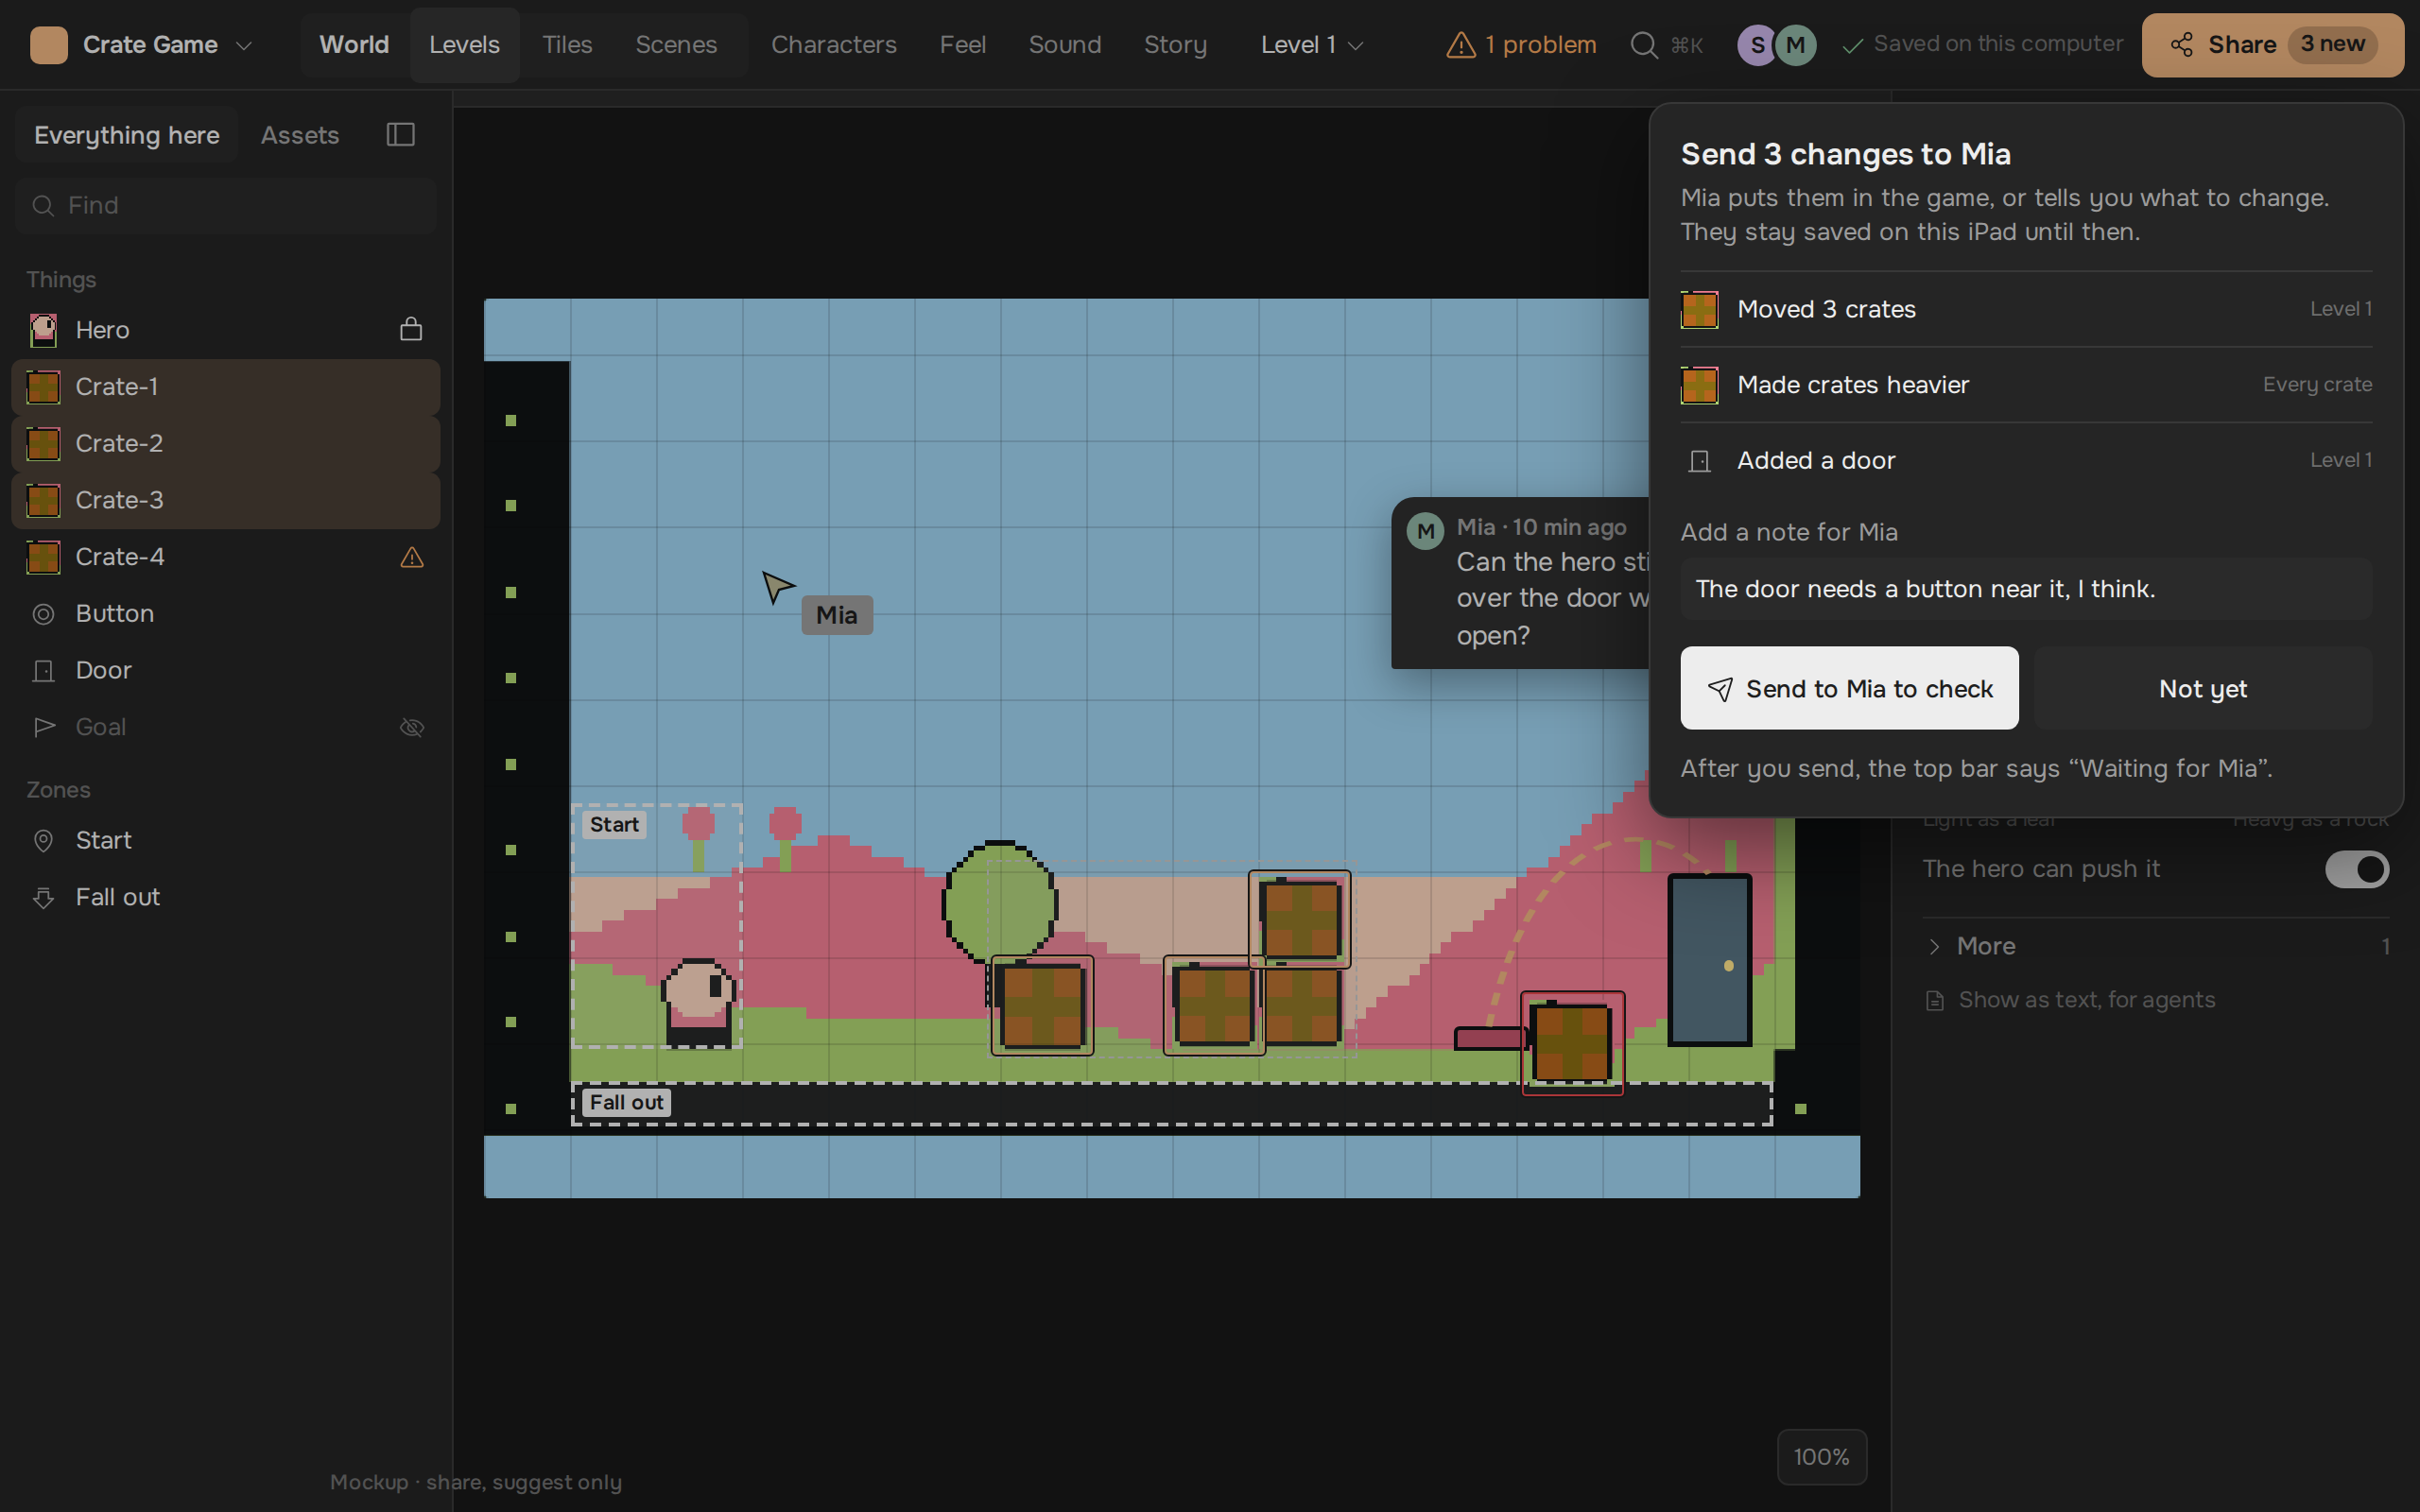 Crate Game
World
Levels
Tiles
Scenes
Characters
Feel
Sound
Story
Level 1
1 problem
⌘K
S
M
Saved on this computer
Share
3 new
Everything here
Assets
Find
Things
Hero
Crate-1
Crate-2
Crate-3
Crate-4
Button
Door
Goal
Zones
Start
Fall out
Mia
M
Mia · 10 min ago
Can the hero sti
over the door w
open?
Start
Fall out
Send 3 changes to Mia
Mia puts them in the game, or tells you what to change.
They stay saved on this iPad until then.
Moved 3 crates
Level 1
Made crates heavier
Every crate
Added a door
Level 1
Add a note for Mia
The door needs a button near it, I think.
Send to Mia to check
Not yet
After you send, the top bar says “Waiting for Mia”.
Light as a leaf
Heavy as a rock
The hero can push it
More
1
Show as text, for agents
100%
Mockup · share, suggest only